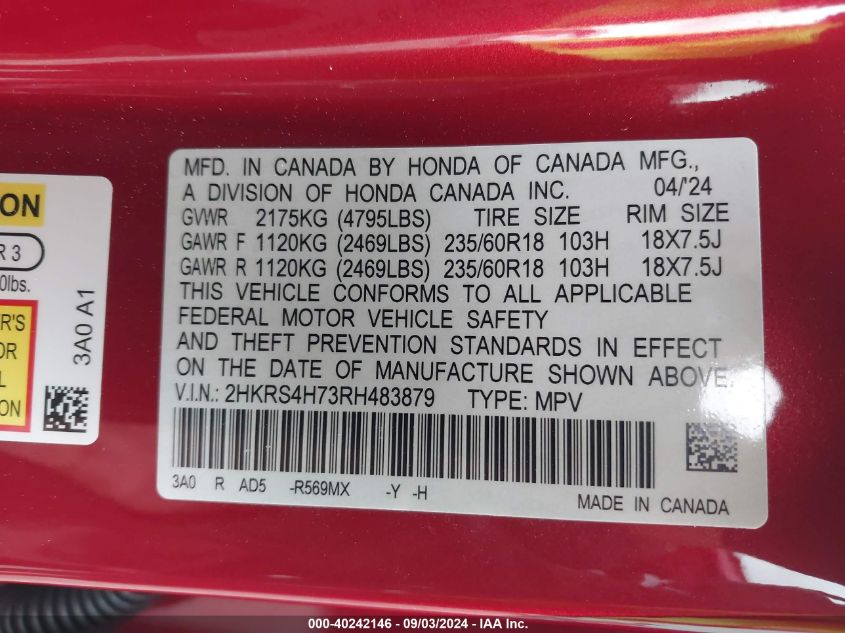 ON
R 3
0lbs.
3A0 A1
R'S
OR
L
ION
MFD. IN CANADA BY HONDA OF CANADA MFG.,
A DIVISION OF HONDA CANADA INC. 04/'24
GVWR 2175KG (4795LBS) TIRE SIZE RIM SIZE
GAWR F 1120KG (2469LBS) 235/60R18 103H 18X7.5J
GAWR R 1120KG (2469LBS) 235/60R18 103H 18X7.5J
THIS VEHICLE CONFORMS TO ALL APPLICABLE
FEDERAL MOTOR VEHICLE SAFETY
AND THEFT PREVENTION STANDARDS IN EFFECT
ON THE DATE OF MANUFACTURE SHOWN ABOVE.
V.I.N.: 2HKRS4H73RH483879 TYPE: MPV
3A0 R AD5 -R569MX -Y -H
MADE IN CANADA
000-40242146 - 09/03/2024 - IAA Inc.